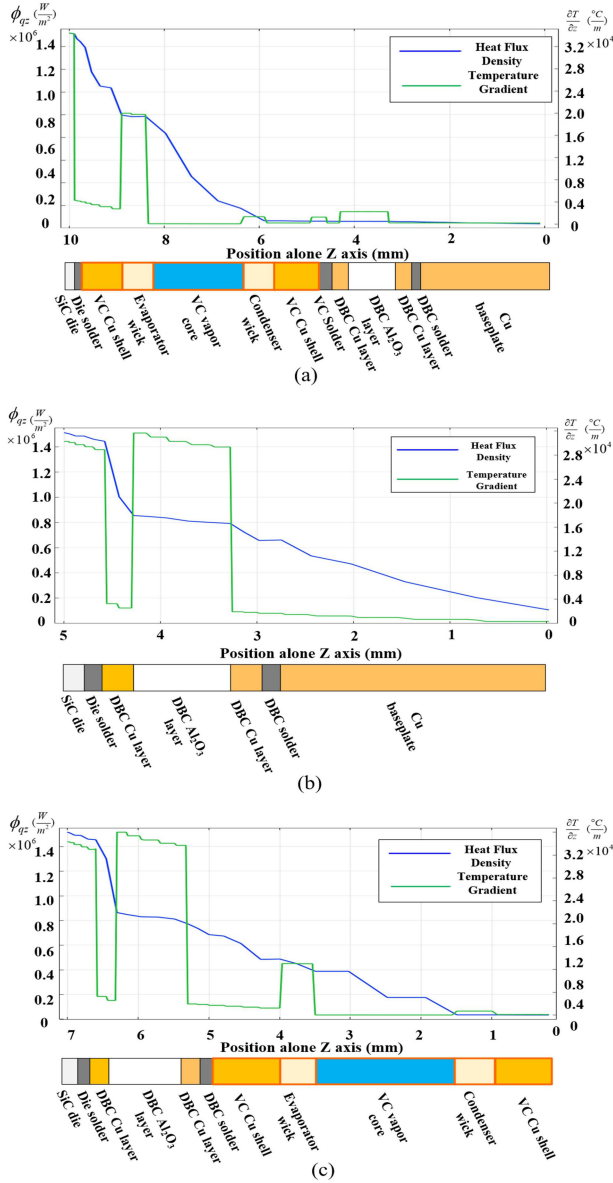 ϕqz (W/m²)
×10⁶
∂T/∂z (°C/m)
×10⁴
1.4
1.2
1.0
0.8
0.6
0.4
0.2
0
3.2
2.8
2.4
2.0
1.6
1.2
0.8
0.4
0
Heat Flux
Density
Temperature
Gradient
10
8
6
4
2
0
Position alone Z axis (mm)
SiC die
Die solder
VC Cu shell
Evaporator
wick
VC vapor
core
Condenser
wick
VC Cu shell
VC Solder
DBC Cu layer
DBC Al₂O₃
layer
DBC Cu layer
DBC solder
Cu
baseplate
(a)
ϕqz (W/m²)
×10⁶
∂T/∂z (°C/m)
×10⁴
1.4
1.2
1.0
0.8
0.6
0.4
0.2
0
2.8
2.4
2.0
1.6
1.2
0.8
0.4
0
Heat Flux
Density
Temperature
Gradient
5
4
3
2
1
0
Position alone Z axis (mm)
SiC die
Die solder
DBC Cu layer
DBC Al₂O₃
layer
DBC Cu layer
DBC solder
Cu
baseplate
(b)
ϕqz (W/m²)
×10⁶
∂T/∂z (°C/m)
×10⁴
1.4
1.2
1.0
0.8
0.6
0.4
0.2
0
3.2
2.8
2.4
2.0
1.6
1.2
0.8
0.4
0
Heat Flux
Density
Temperature
Gradient
7
6
5
4
3
2
1
Position alone Z axis (mm)
SiC die
Die solder
DBC Cu layer
DBC Al₂O₃
layer
DBC Cu layer
DBC solder
VC Cu shell
Evaporator
wick
VC vapor
core
Condenser
wick
VC Cu shell
(c)